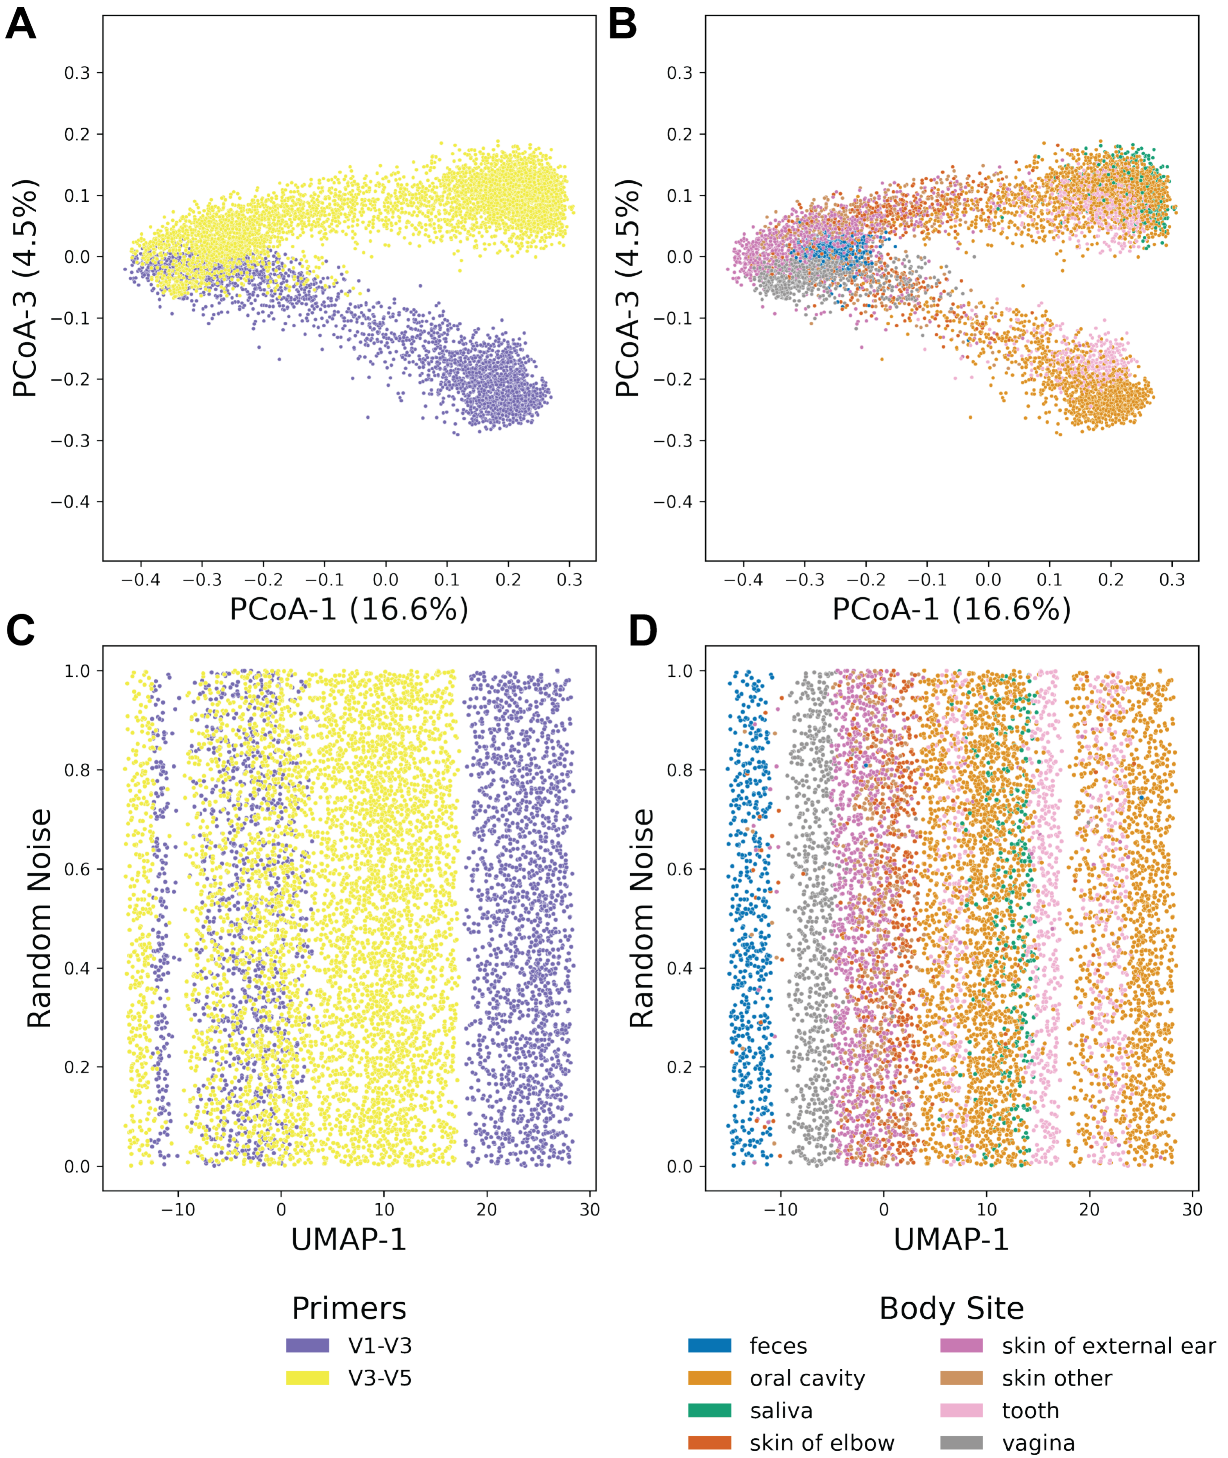 A
B
0.3
0.2
0.1
0.0
−0.1
−0.2
−0.3
−0.4
PCoA-3 (4.5%)
−0.4 −0.3 −0.2 −0.1 0.0 0.1 0.2 0.3
PCoA-1 (16.6%)
0.3
0.2
0.1
0.0
−0.1
−0.2
−0.3
−0.4
PCoA-3 (4.5%)
−0.4 −0.3 −0.2 −0.1 0.0 0.1 0.2 0.3
PCoA-1 (16.6%)
C
D
1.0
0.8
0.6
0.4
0.2
0.0
Random Noise
−10 0 10 20 30
UMAP-1
1.0
0.8
0.6
0.4
0.2
0.0
Random Noise
−10 0 10 20 30
UMAP-1
Primers
V1-V3
V3-V5
Body Site
feces
oral cavity
saliva
skin of elbow
skin of external ear
skin other
tooth
vagina